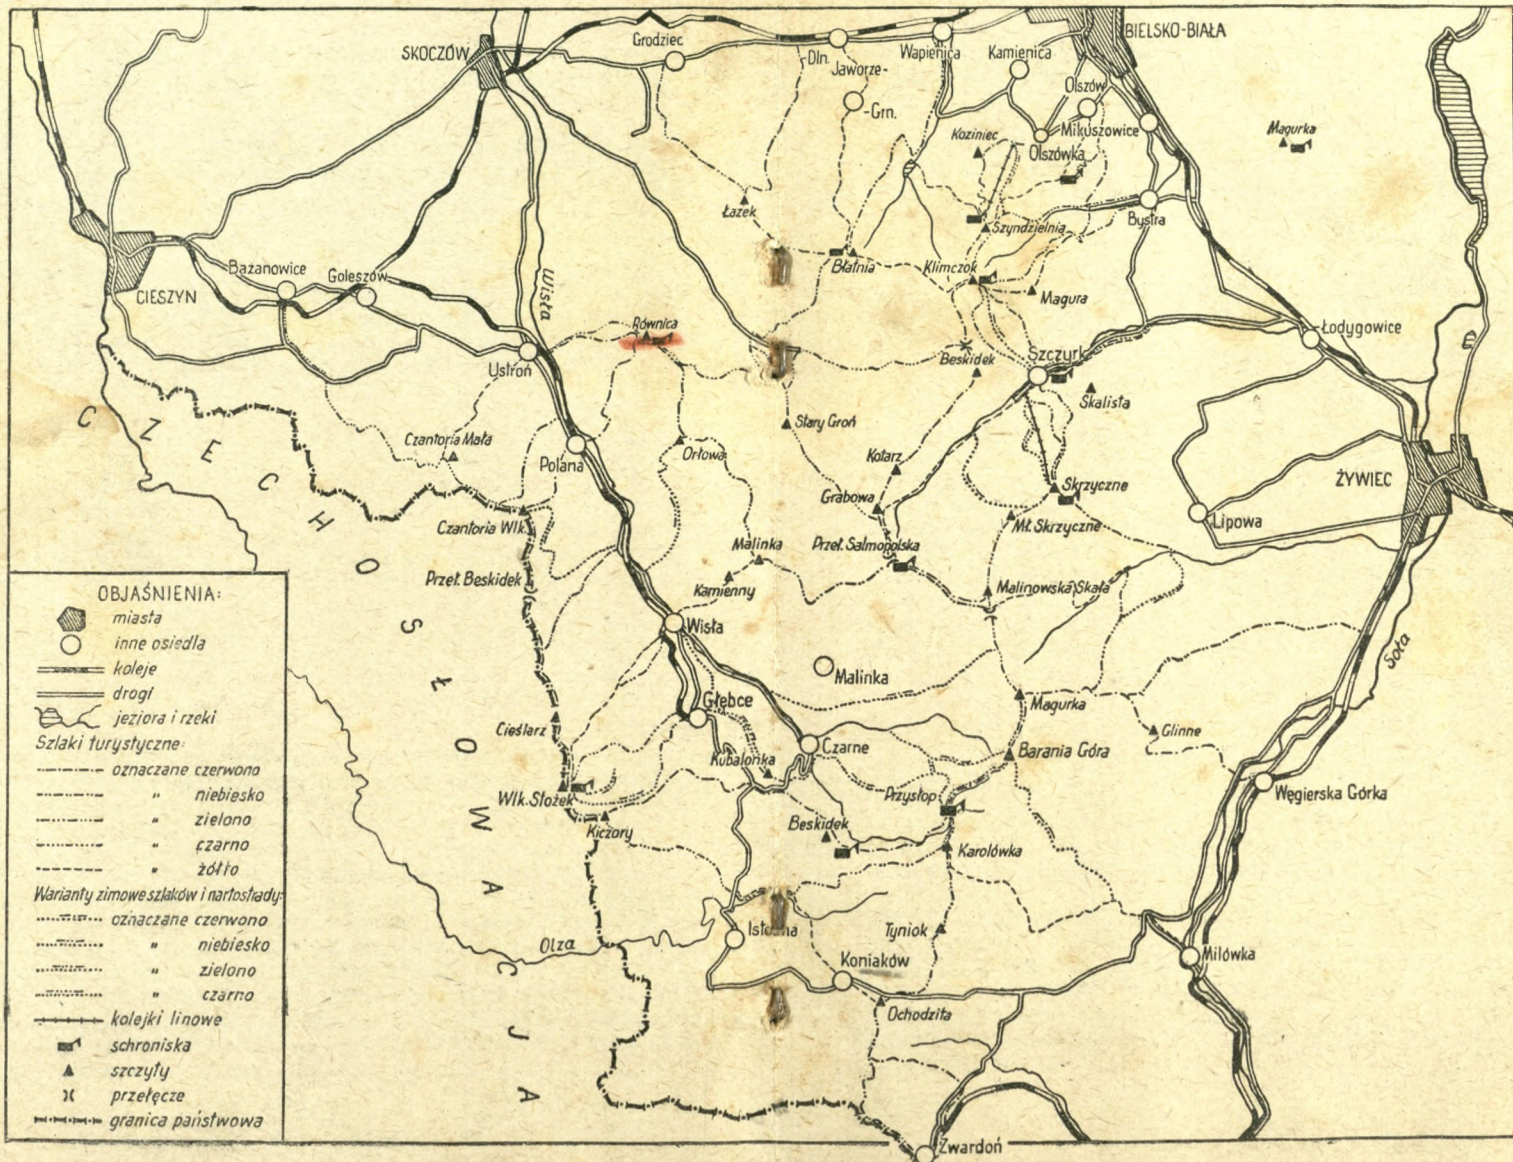 SKOCZÓW
Grodziec
Dln. Jaworze-
-Grn.
Wapienica
Kamienica
BIELSKO-BIAŁA
Olszów
Mikuszowice
Olszówka
Koziniec
Magurka
Łazek
Błatnia
Szyndzielnia
Klimczok
Magura
Bystra
CIESZYN
Bażanowice
Goleszów
Wisła
Równica
Ustroń
Beskidek
Szczyrk
Skalista
Łodygowice
Czantoria Mała
Polana
Orłowa
Stary Groń
Kotarz
Grabowa
Skrzyczne
Mł. Skrzyczne
ŻYWIEC
Lipowa
Czantoria Wlk.
Przeł. Beskidek
Malinka
Kamienny
Przeł. Salmopolska
Malinowska Skała
Wisła
Malinka
Soła
Głębce
Magurka
Cieślarz
Czarne
Barania Góra
Glinne
Kubalonka
Wlk. Stożek
Kiczory
Przysłop
Beskidek
Karolówka
Węgierska Górka
Olza
Istebna
Tyniok
Koniaków
Milówka
Ochodzita
Zwardoń
CZECHOSŁOWACJA
OBJAŚNIENIA:
miasta
inne osiedla
koleje
drogi
jeziora i rzeki
Szlaki turystyczne:
oznaczane czerwono
" niebiesko
" zielono
" czarno
" żółto
Warianty zimowe szlaków i nartostrady:
oznaczane czerwono
" niebiesko
" zielono
" czarno
kolejki linowe
schroniska
szczyty
przełęcze
granica państwowa